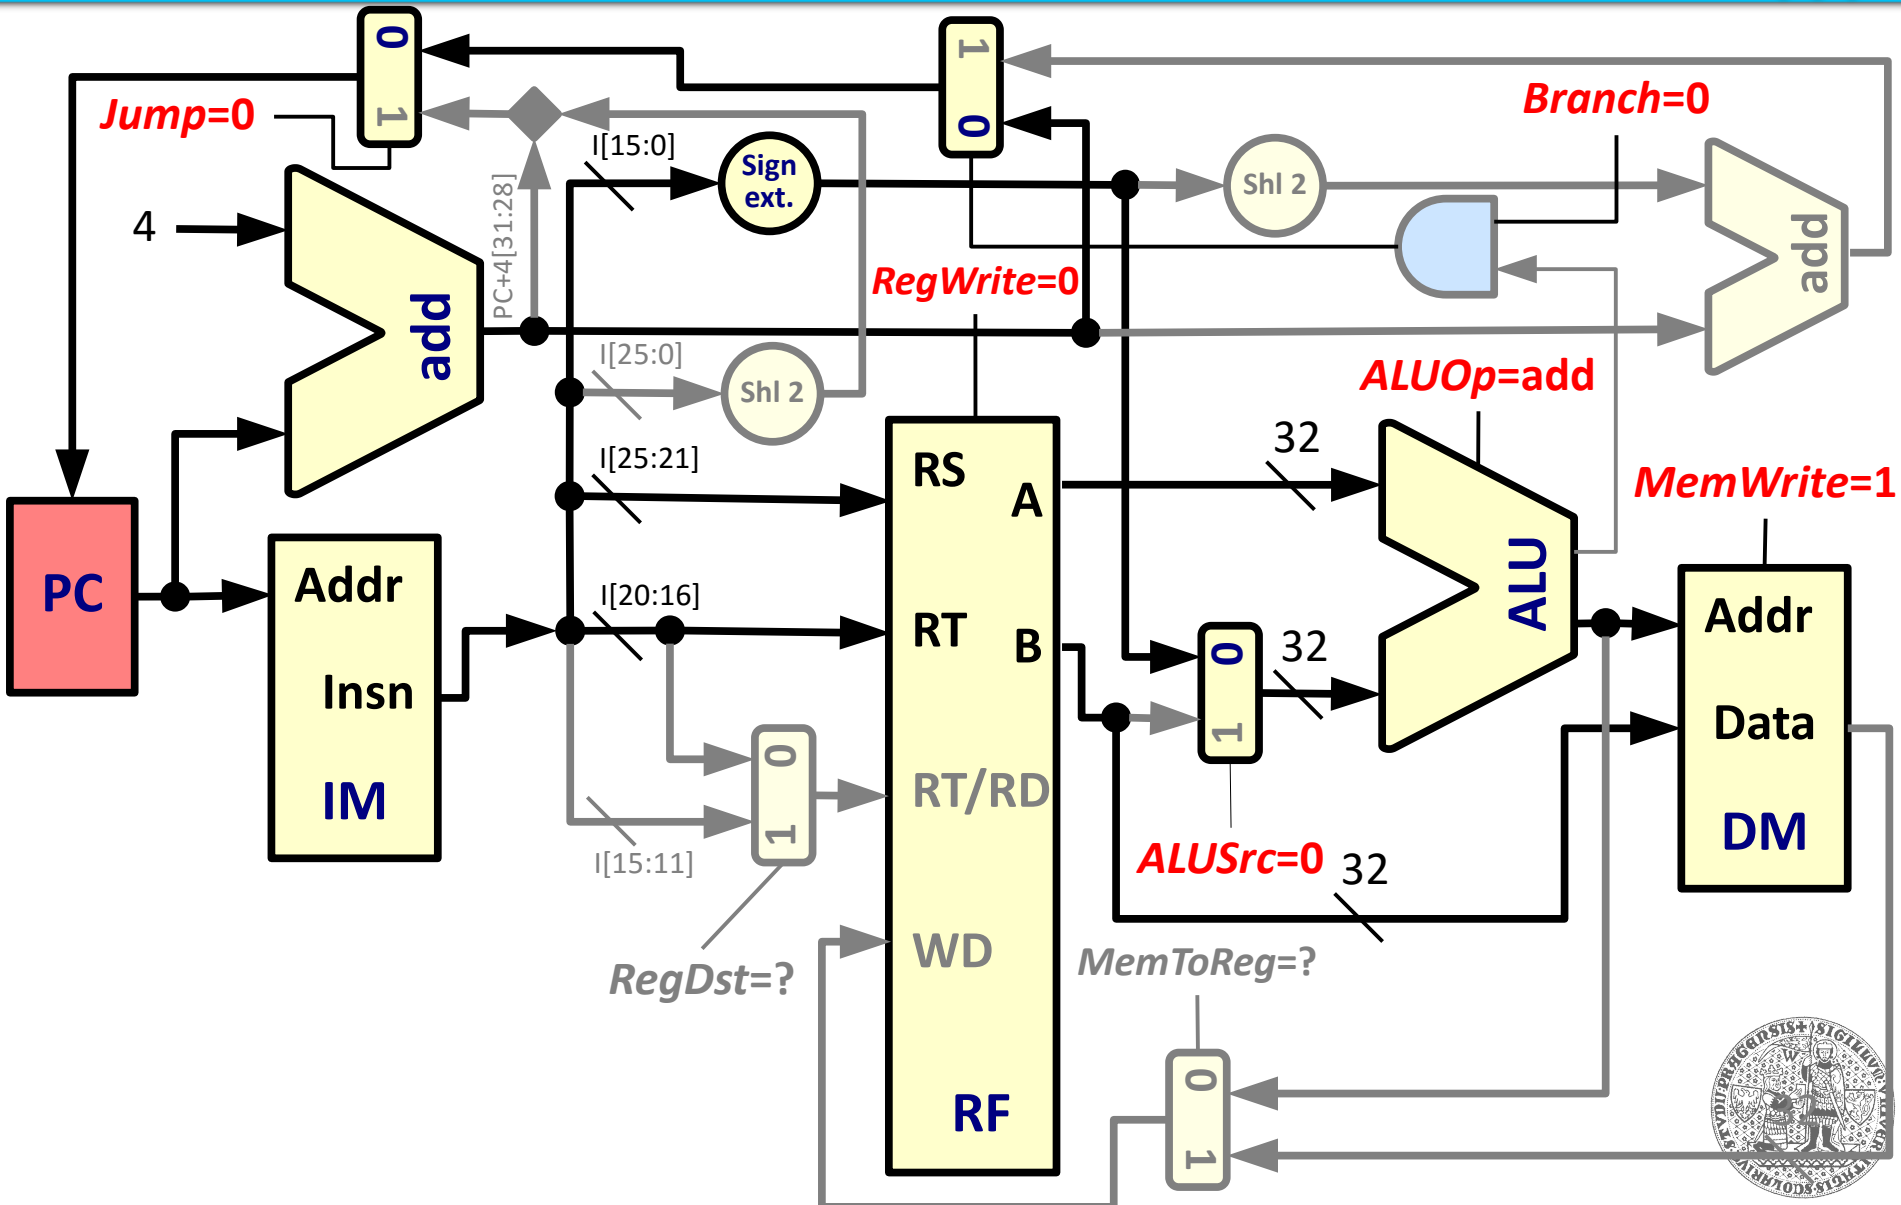 0
1
Jump=0
1
0
Branch=0
I[15:0]
Sign
ext.
Shl 2
4
PC+4[31:28]
add
add
RegWrite=0
I[25:0]
Shl 2
ALUOp=add
I[25:21]
RS
A
32
MemWrite=1
PC
Addr
Insn
IM
I[20:16]
RT
B
0
1
32
ALU
Addr
Data
DM
0
1
RT/RD
I[15:11]
ALUSrc=0
32
RegDst=?
WD
MemToReg=?
RF
0
1